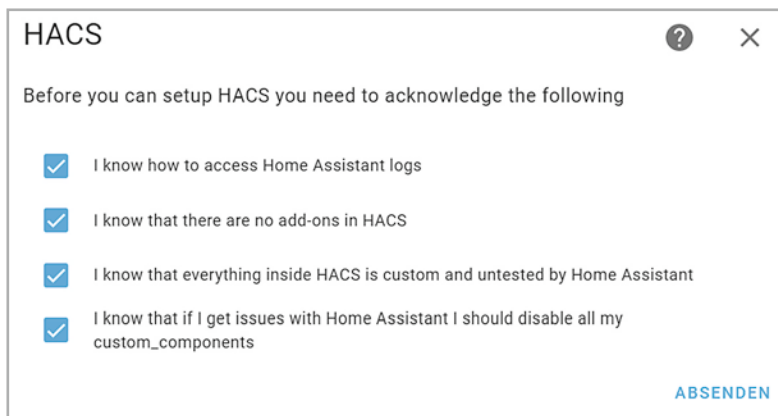 HACS
Before you can setup HACS you need to acknowledge the following
I know how to access Home Assistant logs
I know that there are no add-ons in HACS
I know that everything inside HACS is custom and untested by Home Assistant
I know that if I get issues with Home Assistant I should disable all my
custom_components
ABSENDEN